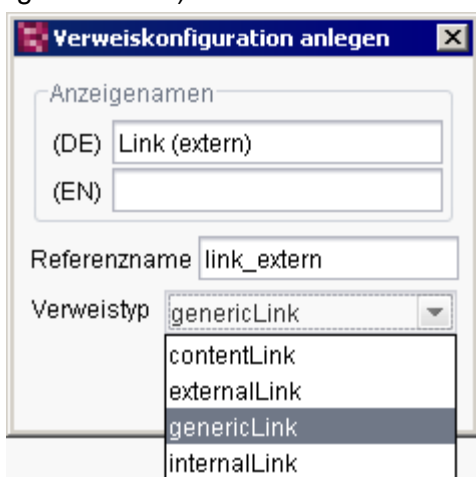 Verweiskonfiguration anlegen
Anzeigenamen
(DE) Link (extern)
(EN)
Referenzname link_extern
Verweistyp genericLink
contentLink
externalLink
genericLink
internalLink